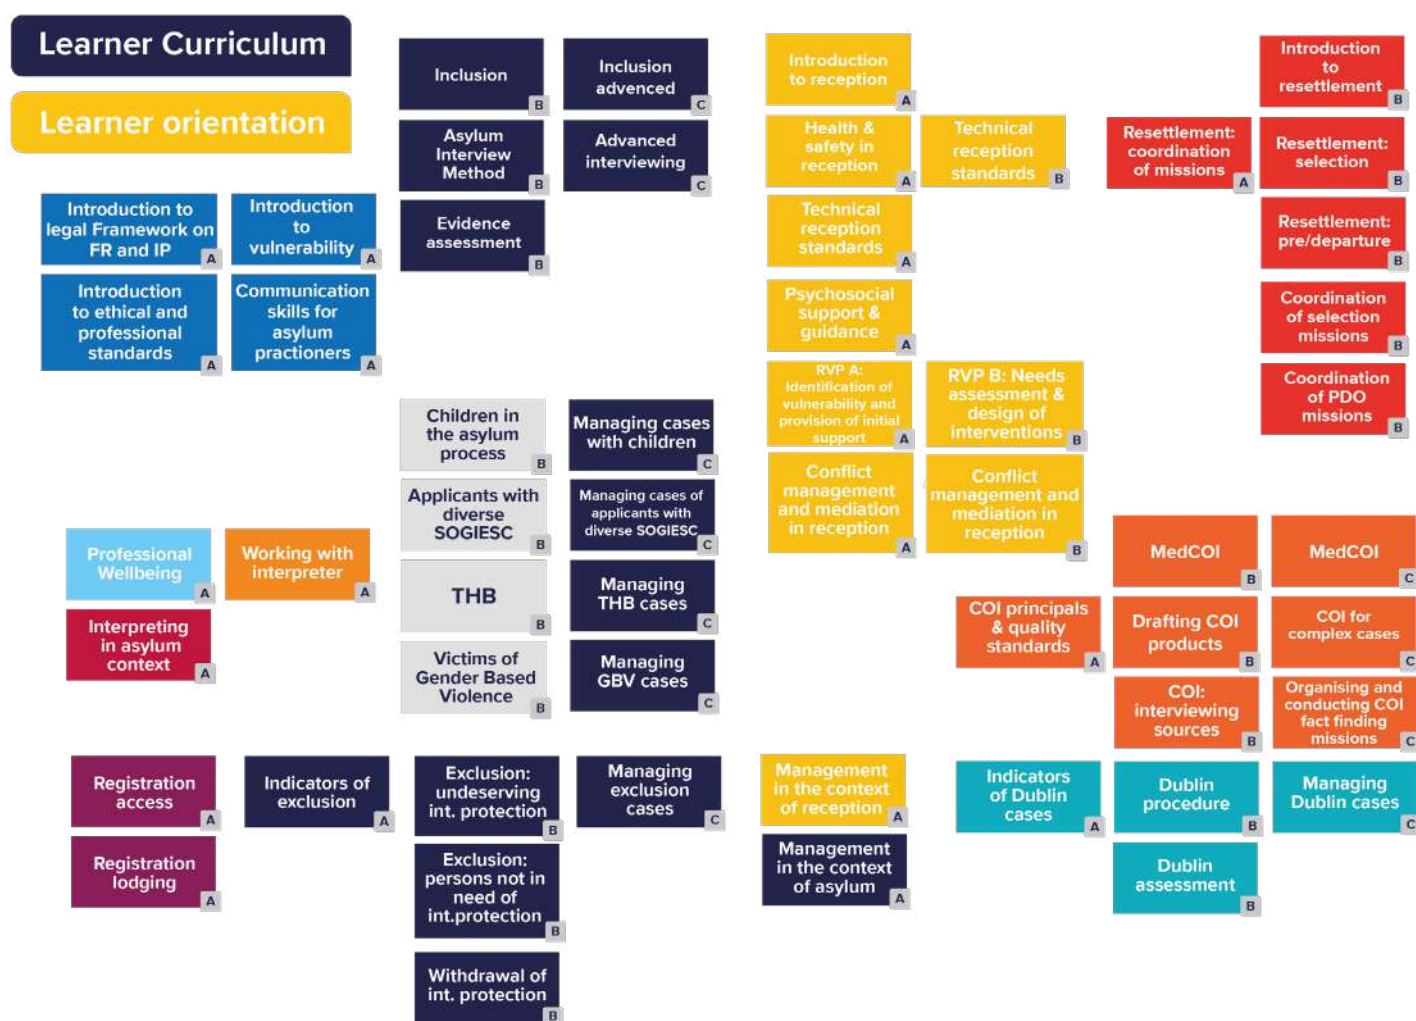 Learner Curriculum
Learner orientation
Introduction to
legal Framework on
FR and IP
A
Introduction
to
vulnerability
A
Introduction
to ethical and
professional
standards
A
Communication
skills for
asylum
practioners
A
Inclusion
B
Inclusion
advenced
C
Asylum
Interview
Method
B
Advanced
interviewing
C
Evidence
assessment
B
Introduction
to reception
A
Health &
safety in
reception
A
Technical
reception
standards
B
Technical
reception
standards
A
Psychosocial
support &
guidance
A
RVP A:
Identification of
vulnerability and
provision of initial
support
A
RVP B: Needs
assessment &
design of
interventions
B
Conflict
management
and mediation
in reception
A
Conflict
management and
mediation in
reception
B
Introduction
to
resettlement
B
Resettlement:
coordination
of missions
A
Resettlement:
selection
B
Resettlement:
pre/departure
B
Coordination
of selection
missions
B
Coordination
of PDO
missions
B
Children in
the asylum
process
B
Managing cases
with children
C
Applicants with
diverse
SOGIESC
B
Managing cases of
applicants with
diverse SOGIESC
C
THB
B
Managing
THB cases
C
Victims of
Gender Based
Violence
B
Managing
GBV cases
C
Professional
Wellbeing
A
Working with
interpreter
A
Interpreting
in asylum
context
A
MedCOI
B
MedCOI
C
COI principals
& quality
standards
A
Drafting COI
products
B
COI for
complex cases
C
COI:
interviewing
sources
B
Organising and
conducting COI
fact finding
missions
C
Registration
access
A
Registration
lodging
A
Indicators of
exclusion
A
Exclusion:
undeserving
int. protection
B
Managing
exclusion
cases
C
Exclusion:
persons not in
need of
int.protection
B
Withdrawal of
int. protection
B
Management
in the context
of reception
A
Management
in the context
of asylum
A
Indicators
of Dublin
cases
A
Dublin
procedure
B
Managing
Dublin cases
C
Dublin
assessment
B